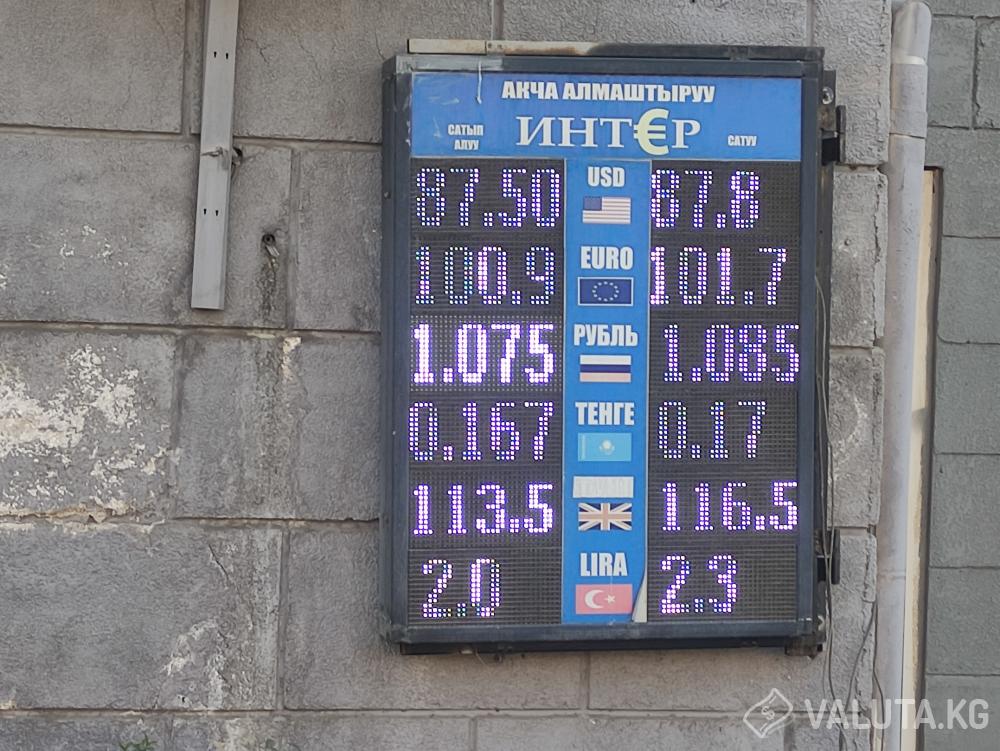 АКЧА АЛМАШТЫРУУ
САТЫП АЛУУ
ИНТ€Р
САТУУ
87.50 USD 87.8
100.9 EURO 101.7
1.075 РУБЛЬ 1.085
0.167 ТЕНГЕ 0.17
113.5 116.5
2.0 LIRA 2.3
VALUTA.KG